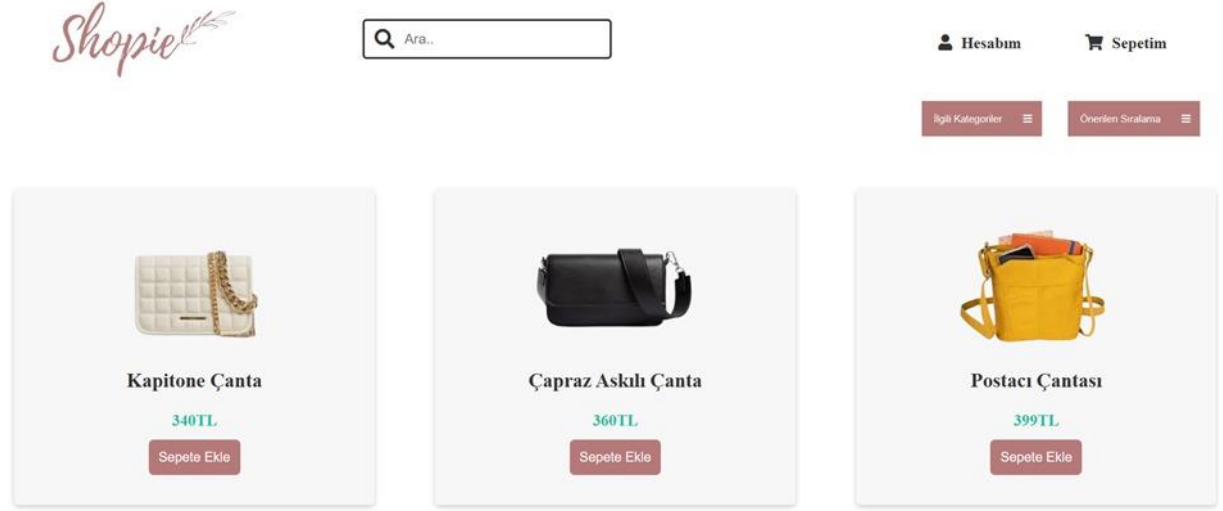 Shopie
Ara..
Hesabım
Sepetim
İlgili Kategoriler
Önerilen Sıralama
Kapitone Çanta
340TL
Sepete Ekle
Çapraz Askılı Çanta
360TL
Sepete Ekle
Postacı Çantası
399TL
Sepete Ekle